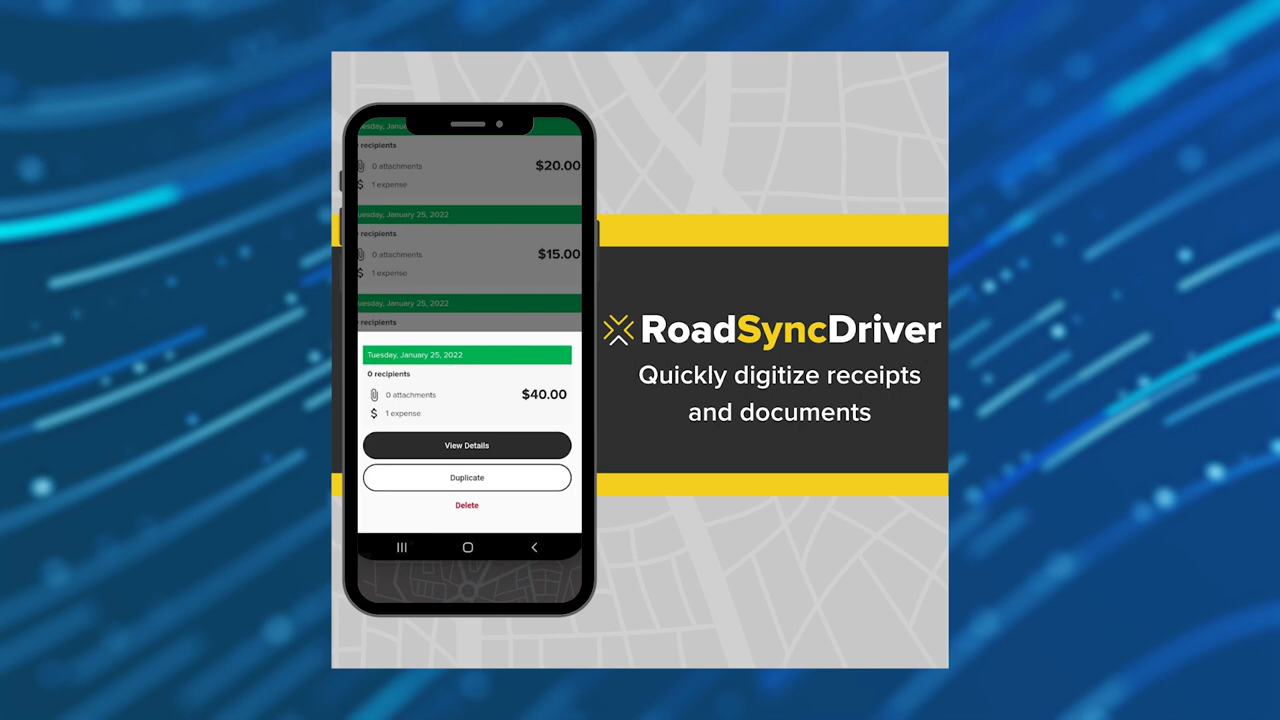 esday, Janua
recipients
0 attachments
$20.00
1 expense
uesday, January 25, 2022
recipients
0 attachments
$15.00
1 expense
uesday, January 25, 2022
recipients
Tuesday, January 25, 2022
0 recipients
0 attachments
$40.00
$ 1 expense
View Details
Duplicate
Delete
RoadSyncDriver
Quickly digitize receipts
and documents